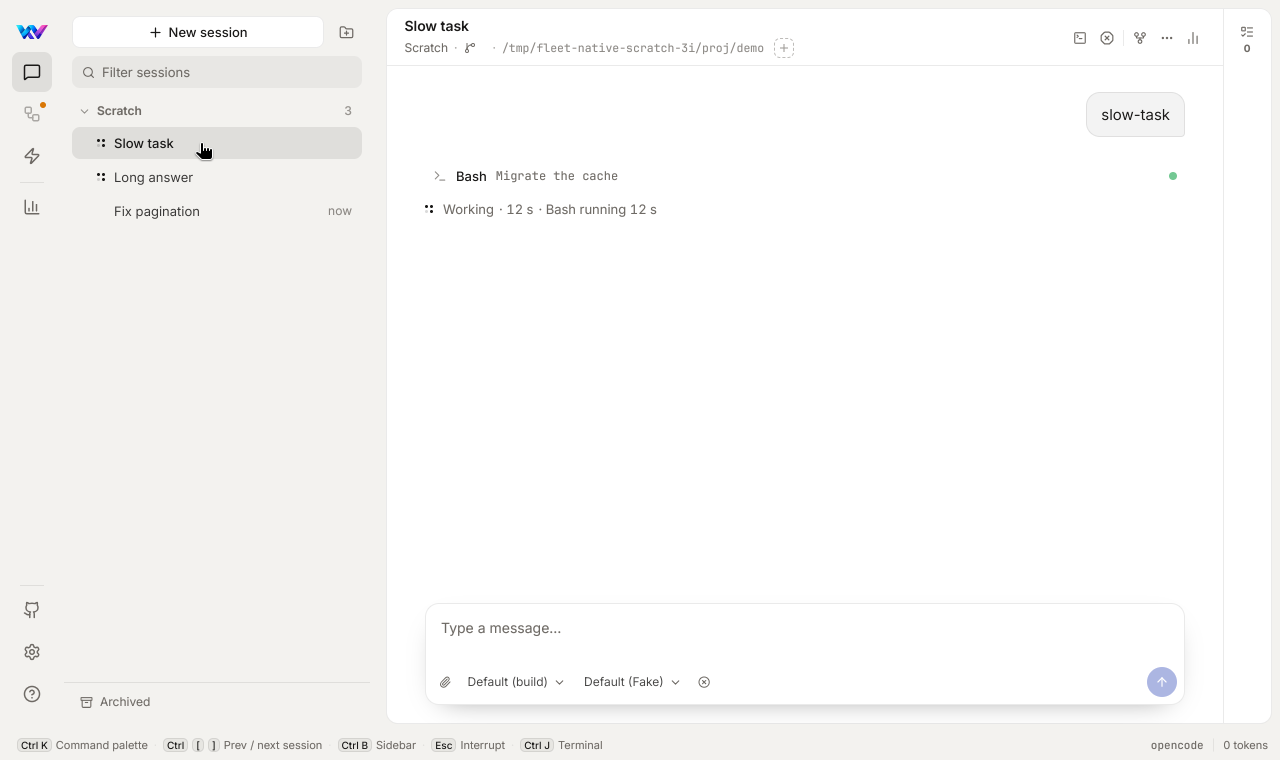 New session
Filter sessions
Scratch 3
Slow task
Long answer
Fix pagination now
Archived
Slow task
Scratch · · /tmp/fleet-native-scratch-3i/proj/demo
0
slow-task
Bash Migrate the cache
Working · 12 s · Bash running 12 s
Type a message...
Default (build) Default (Fake)
Ctrl K Command palette Ctrl [ ] Prev / next session Ctrl B Sidebar Esc Interrupt Ctrl J Terminal
opencode 0 tokens